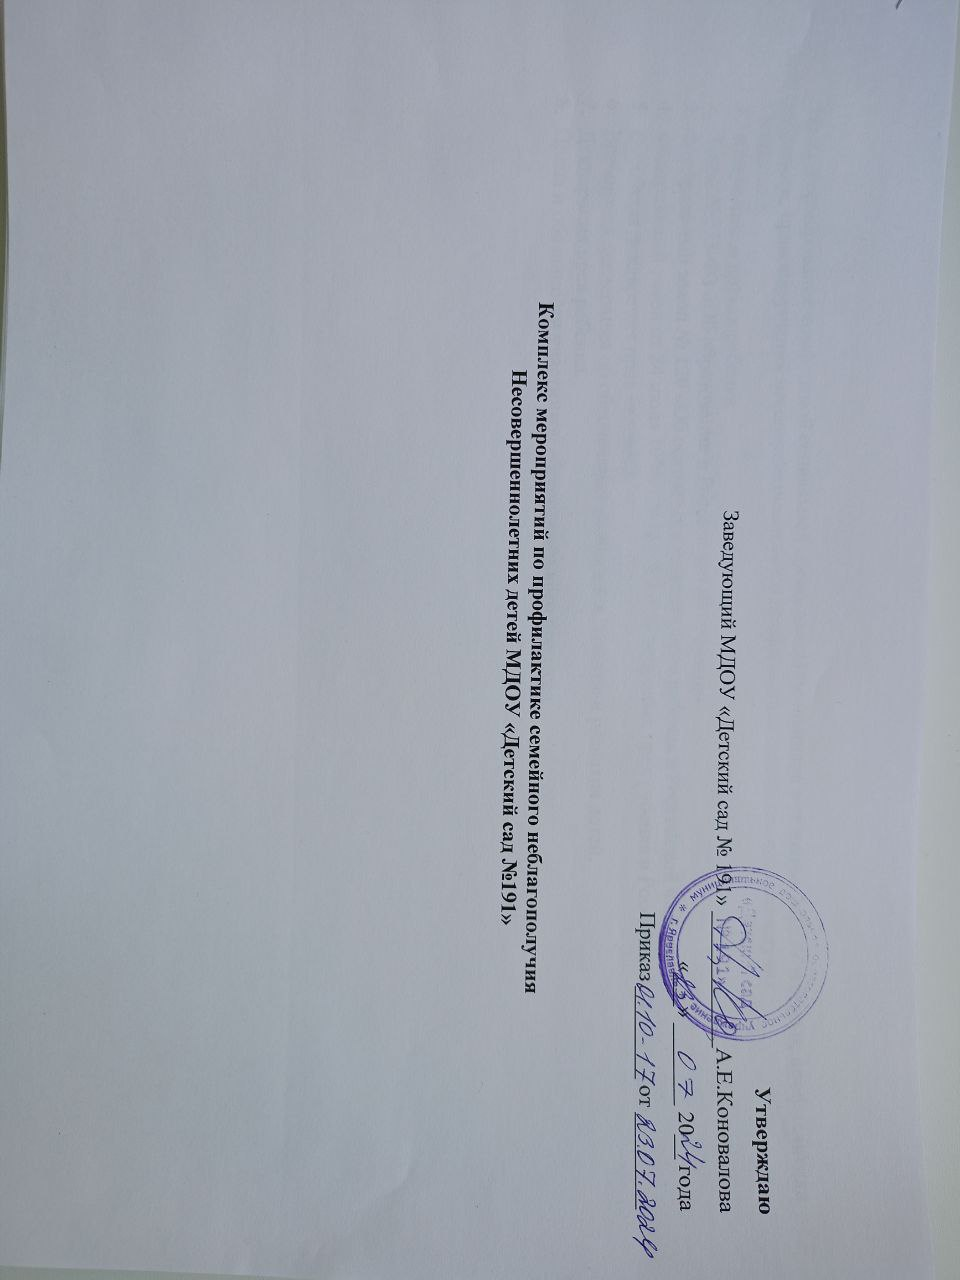 Утверждаю
Заведующий МДОУ «Детский сад № 191» А.Е.Коновалова
«23» 07 2024 года
Приказ 01.10-17 от 23.07.2024
Комплекс мероприятий по профилактике семейного неблагополучия
Несовершеннолетних детей МДОУ «Детский сад №191»